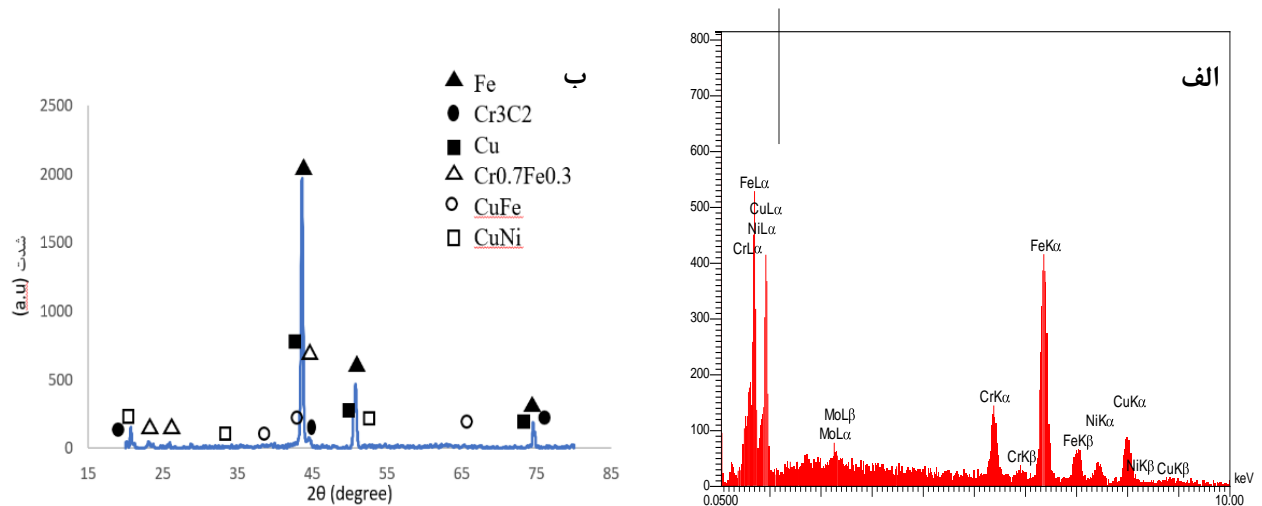 ب
Fe
Cr3C2
Cu
Cr0.7Fe0.3
CuFe
CuNi
2500
2000
1500
1000
500
0
شدت (a.u)
15 25 35 45 55 65 75 85
2θ (degree)
الف
800
700
600
500
400
300
200
100
0
FeLα
CuLα
NiLα
CrLα
MoLβ
MoLα
CrKα
CrKβ
FeKα
FeKβ
NiKα
CuKα
NiKβ
CuKβ
keV
0.0500 10.00